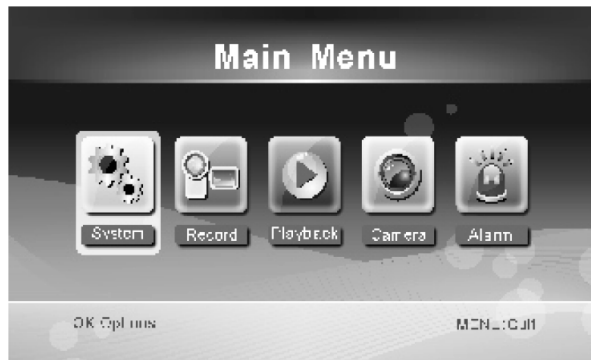 Main Menu
System Record Playback Camera Alarm
OK Options
MENU:Quit